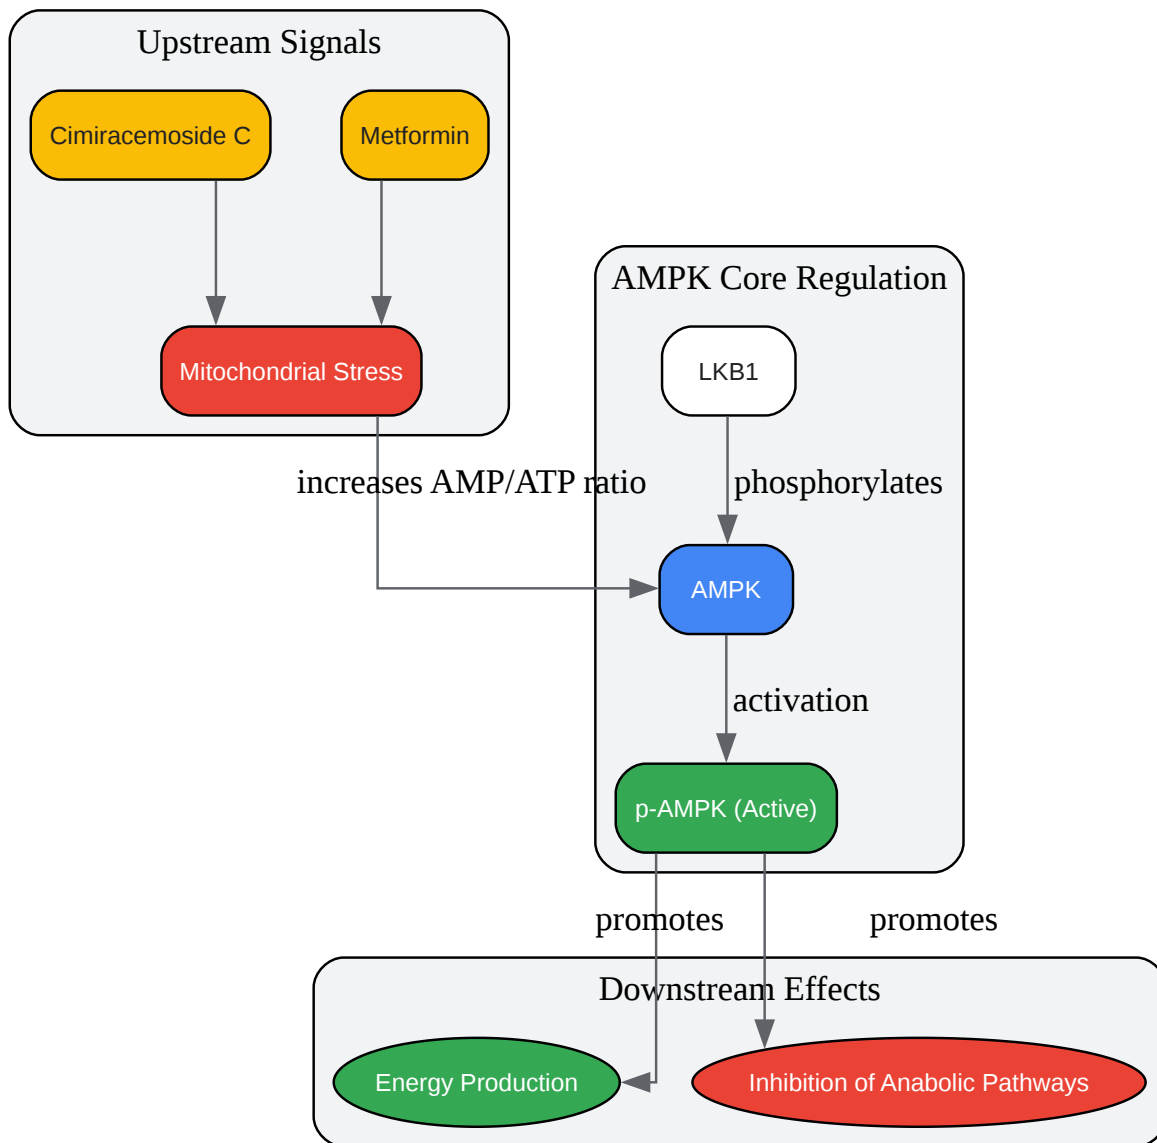 Upstream Signals
Cimiracemoside C
Metformin
Mitochondrial Stress
AMPK Core Regulation
LKB1
increases AMP/ATP ratio
phosphorylates
AMPK
activation
p-AMPK (Active)
promotes
promotes
Downstream Effects
Energy Production
Inhibition of Anabolic Pathways